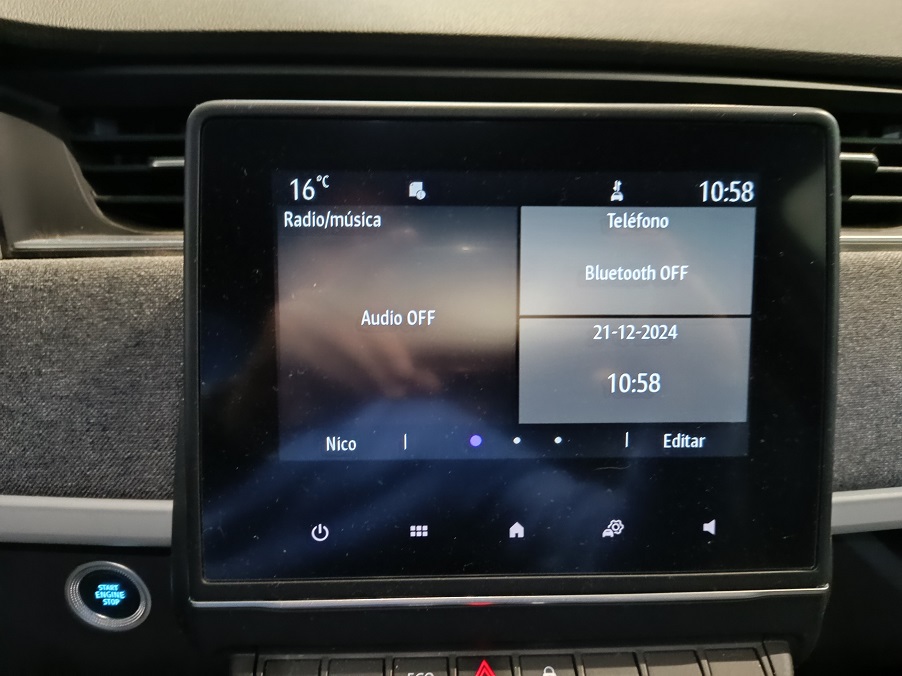 16°C
10:58
Radio/música
Teléfono
Bluetooth OFF
Audio OFF
21-12-2024
10:58
Nico
Editar
START
ENGINE
STOP
ECO